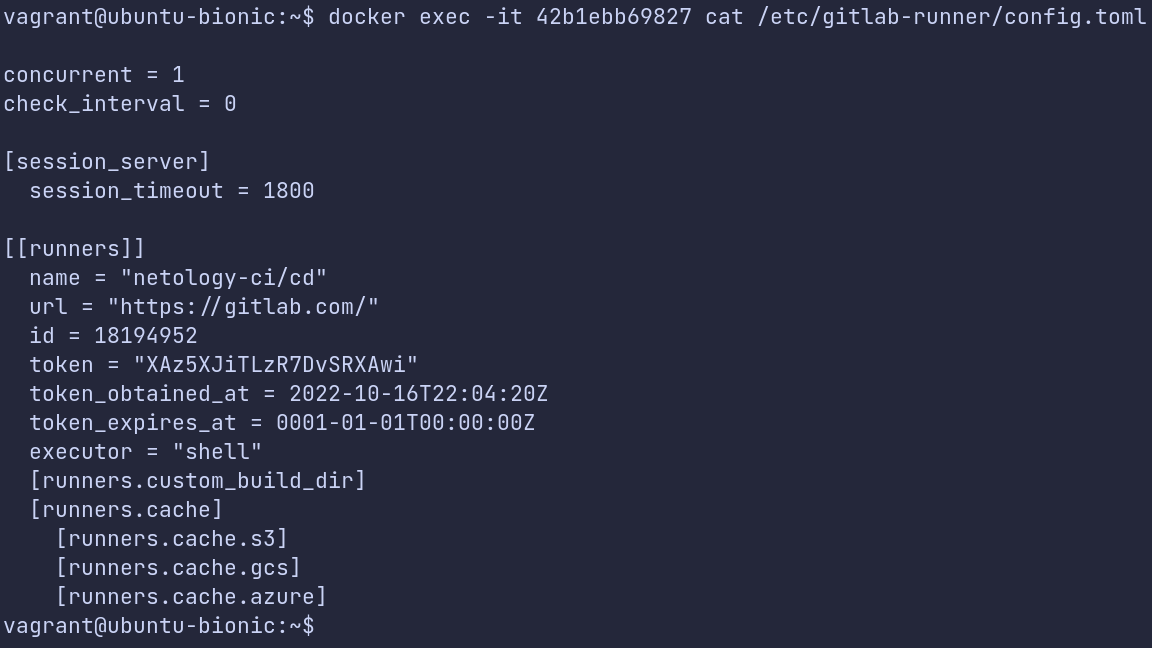 vagrant@ubuntu-bionic:~$ docker exec -it 42b1ebb69827 cat /etc/gitlab-runner/config.toml
concurrent = 1
check_interval = 0
[session_server]
  session_timeout = 1800
[[runners]]
  name = "netology-ci/cd"
  url = "https://gitlab.com/"
  id = 18194952
  token = "XAz5XJiTLzR7DvSRXAwi"
  token_obtained_at = 2022-10-16T22:04:20Z
  token_expires_at = 0001-01-01T00:00:00Z
  executor = "shell"
  [runners.custom_build_dir]
  [runners.cache]
    [runners.cache.s3]
    [runners.cache.gcs]
    [runners.cache.azure]
vagrant@ubuntu-bionic:~$